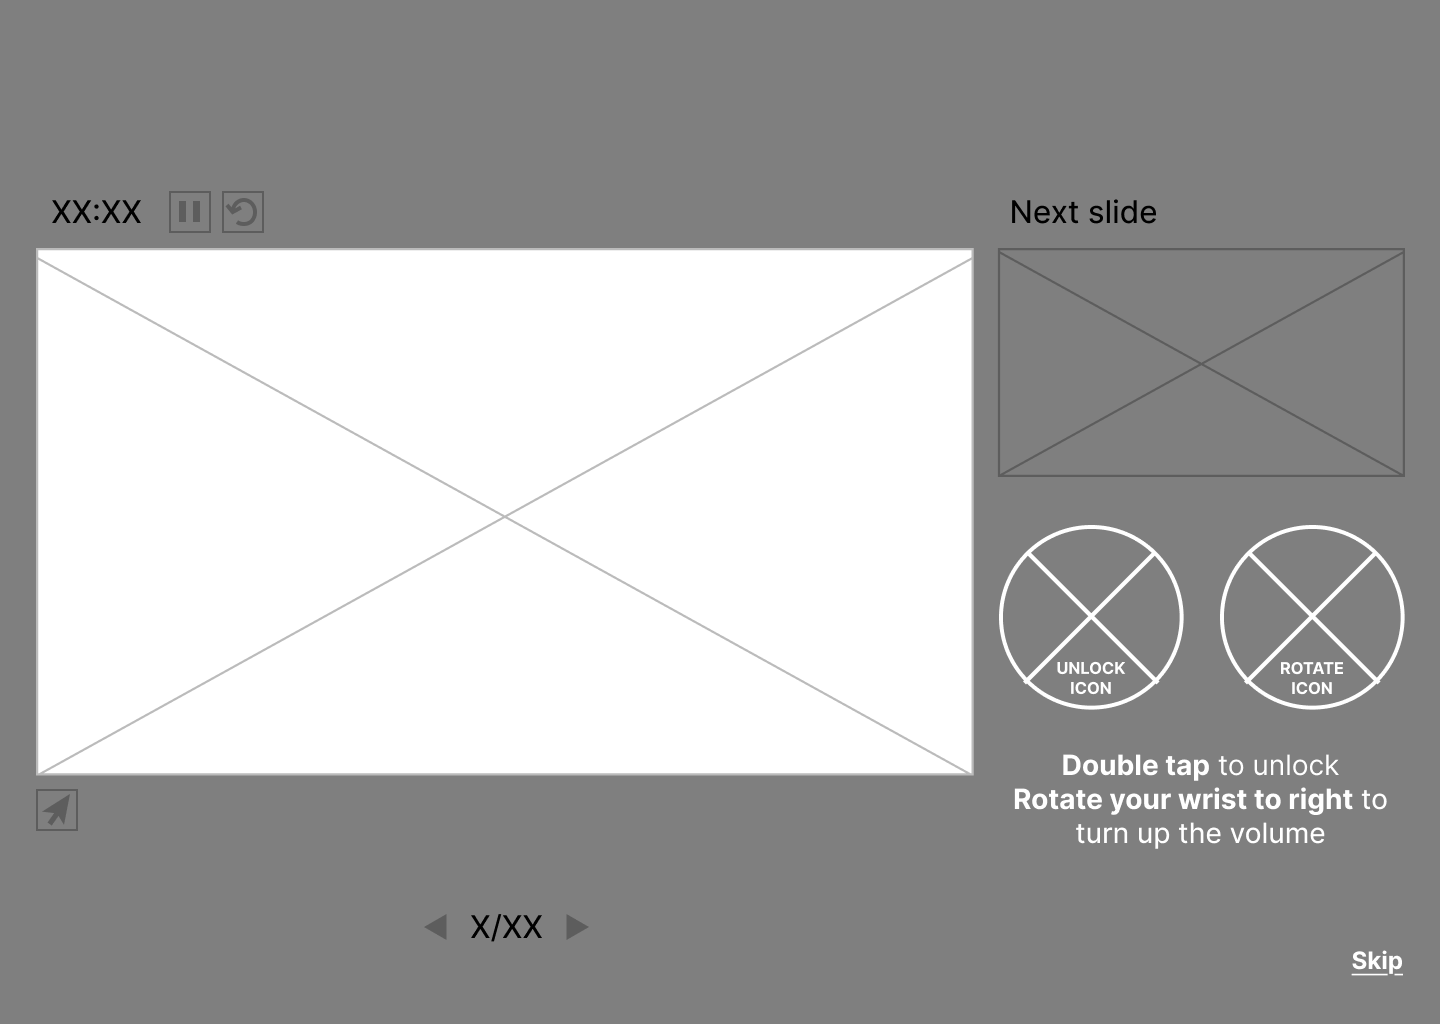 XX:XX
Next slide
UNLOCK
ICON
ROTATE
ICON
Double tap to unlock
Rotate your wrist to right to
turn up the volume
X/XX
Skip